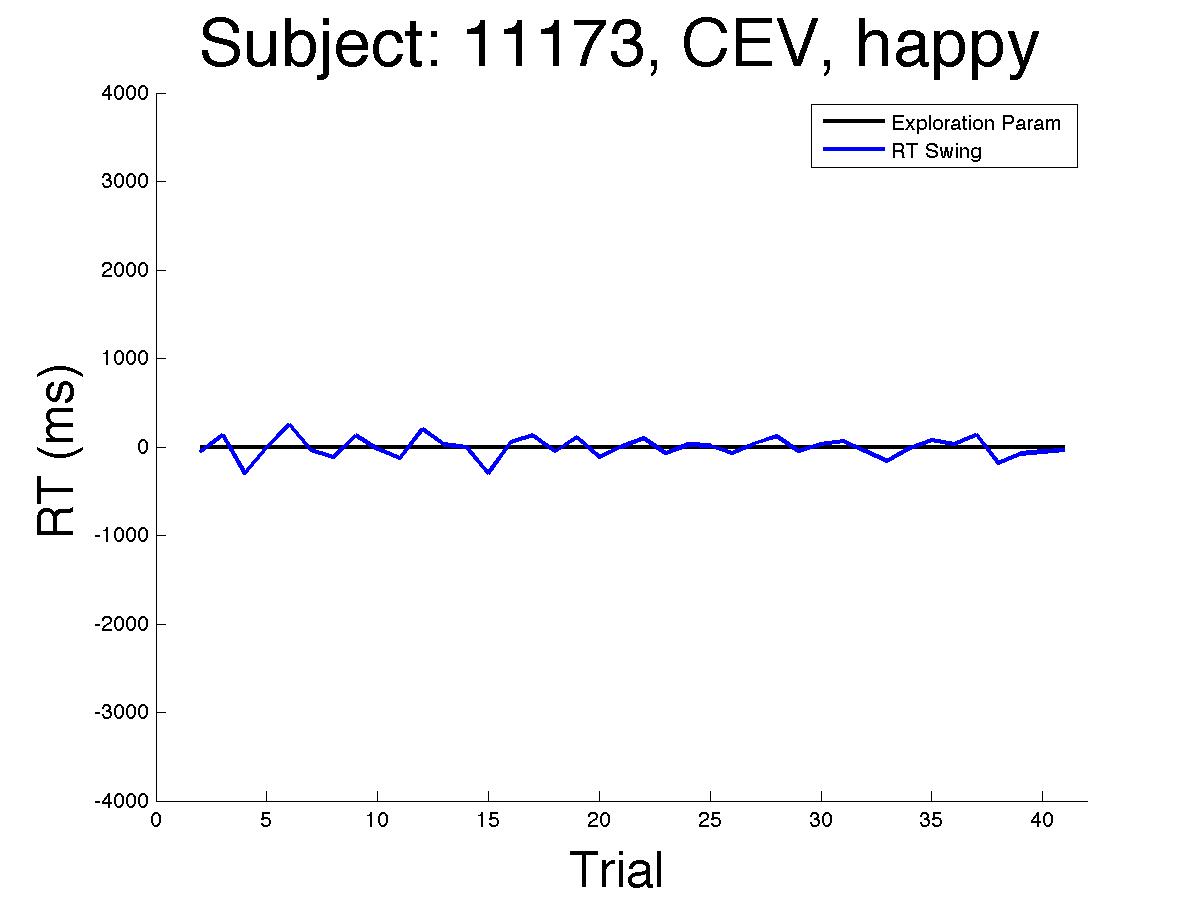 Subject: 11173, CEV, happy
4000
3000
2000
1000
0
-1000
-2000
-3000
-4000
RT (ms)
Exploration Param
RT Swing
0 5 10 15 20 25 30 35 40
Trial